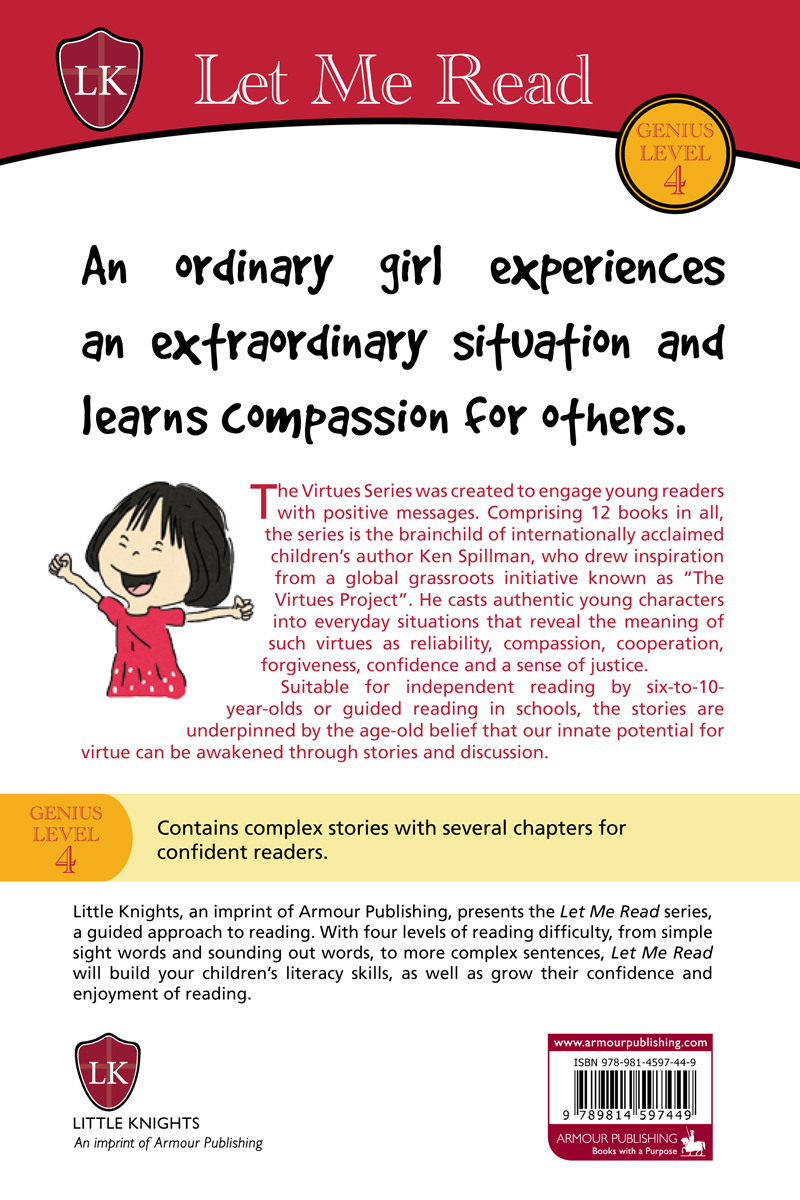 LK
Let Me Read
GENIUS
LEVEL
4
An ordinary girl experiences
an extraordinary situation and
learns compassion for others.
The Virtues Series was created to engage young readers
with positive messages. Comprising 12 books in all,
the series is the brainchild of internationally acclaimed
children’s author Ken Spillman, who drew inspiration
from a global grassroots initiative known as “The
Virtues Project”. He casts authentic young characters
into everyday situations that reveal the meaning of
such virtues as reliability, compassion, cooperation,
forgiveness, confidence and a sense of justice.
Suitable for independent reading by six-to-10-
year-olds or guided reading in schools, the stories are
underpinned by the age-old belief that our innate potential for
virtue can be awakened through stories and discussion.
GENIUS
LEVEL
4
Contains complex stories with several chapters for
confident readers.
Little Knights, an imprint of Armour Publishing, presents the Let Me Read series,
a guided approach to reading. With four levels of reading difficulty, from simple
sight words and sounding out words, to more complex sentences, Let Me Read
will build your children’s literacy skills, as well as grow their confidence and
enjoyment of reading.
LK
LITTLE KNIGHTS
An imprint of Armour Publishing
www.armourpublishing.com
ISBN 978-981-4597-44-9
9 789814 597449
ARMOUR PUBLISHING
Books with a Purpose